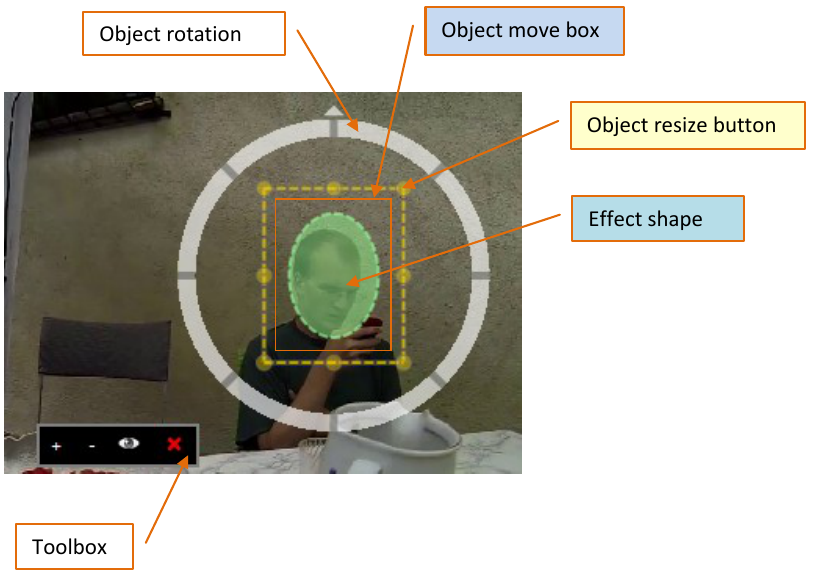 Object rotation
Object move box
Object resize button
Effect shape
+ -
Toolbox